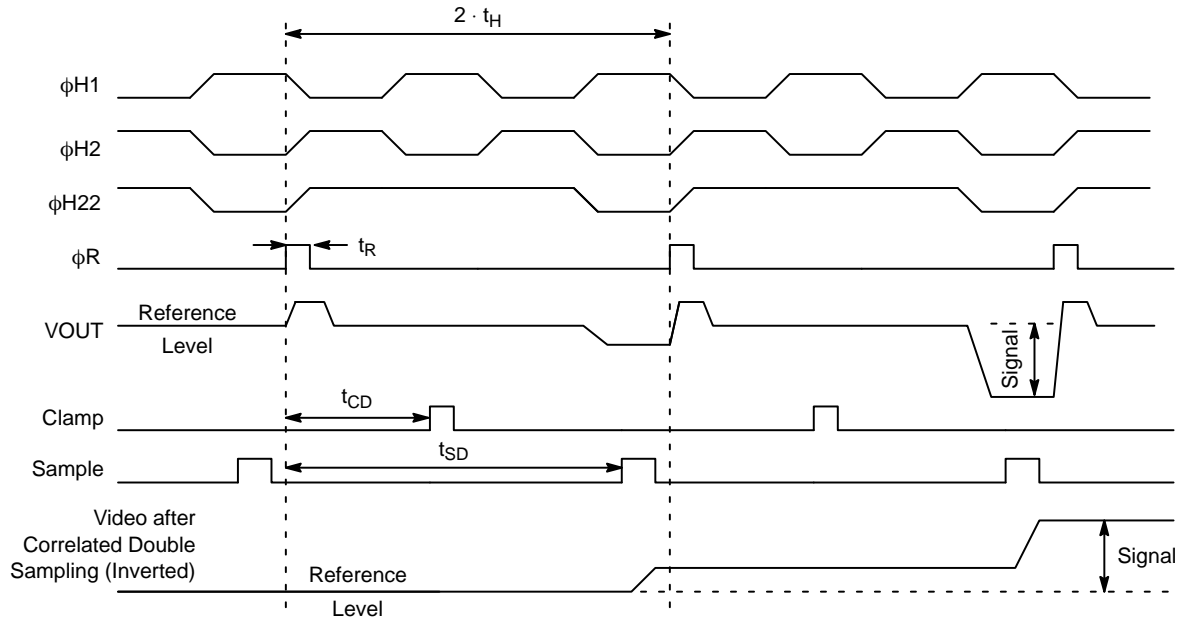 2 · tH
φH1
φH2
φH22
φR
tR
VOUT
Reference
Level
Signal
Clamp
tCD
Sample
tSD
Video after
Correlated Double
Sampling (Inverted)
Reference
Level
Signal